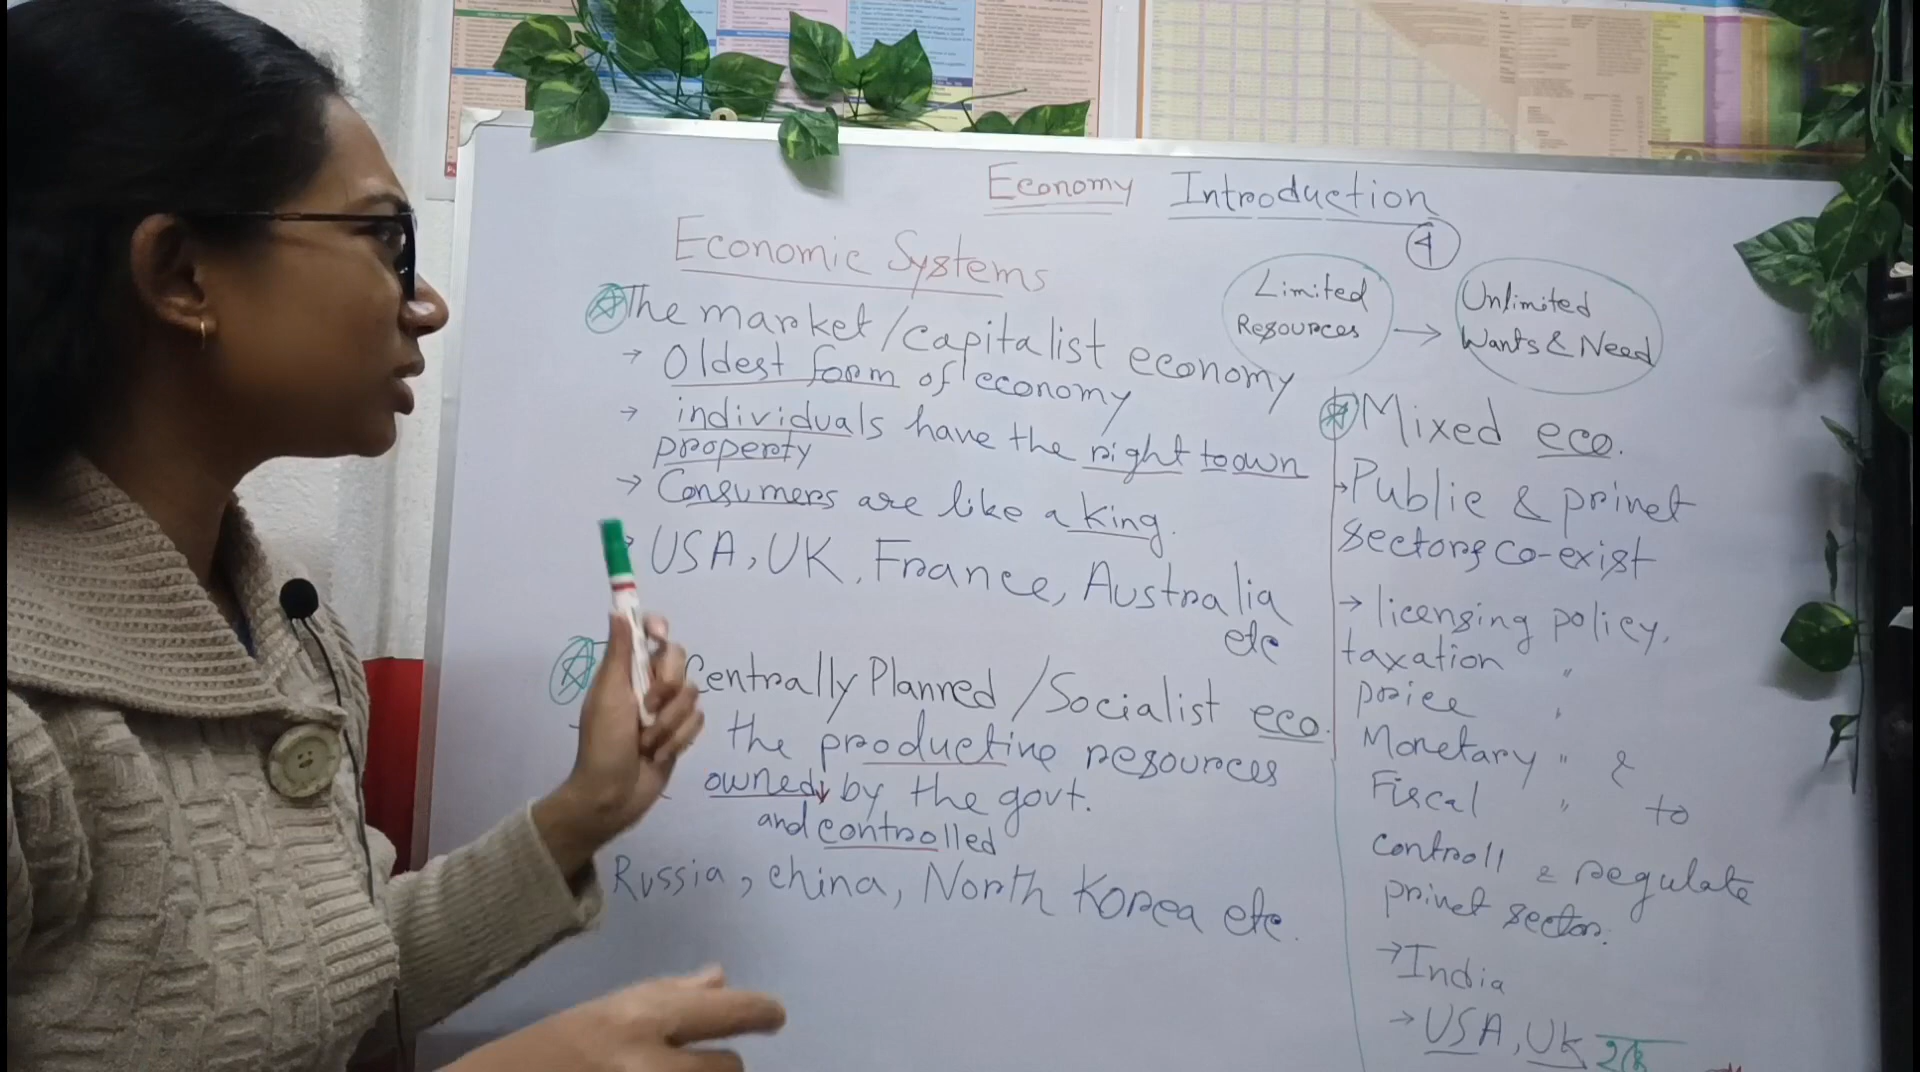 Economy Introduction
4
Economic Systems
Limited
Resources
→
Unlimited
Wants & Need
The market/capitalist economy
→ Oldest form of economy
→ individuals have the right to own
property
→ Consumers are like a king.
USA, UK, France, Australia
etc
Centrally Planned / Socialist eco.
the productive resources
owned by the govt.
and controlled
Russia, china, North Korea etc.
Mixed eco.
→ Public & privet
sectors co-exist
→ licensing policy,
taxation "
price "
Monetary " &
Fiscal " to
controll & regulate
privet sector.
→ India
→ USA, UK